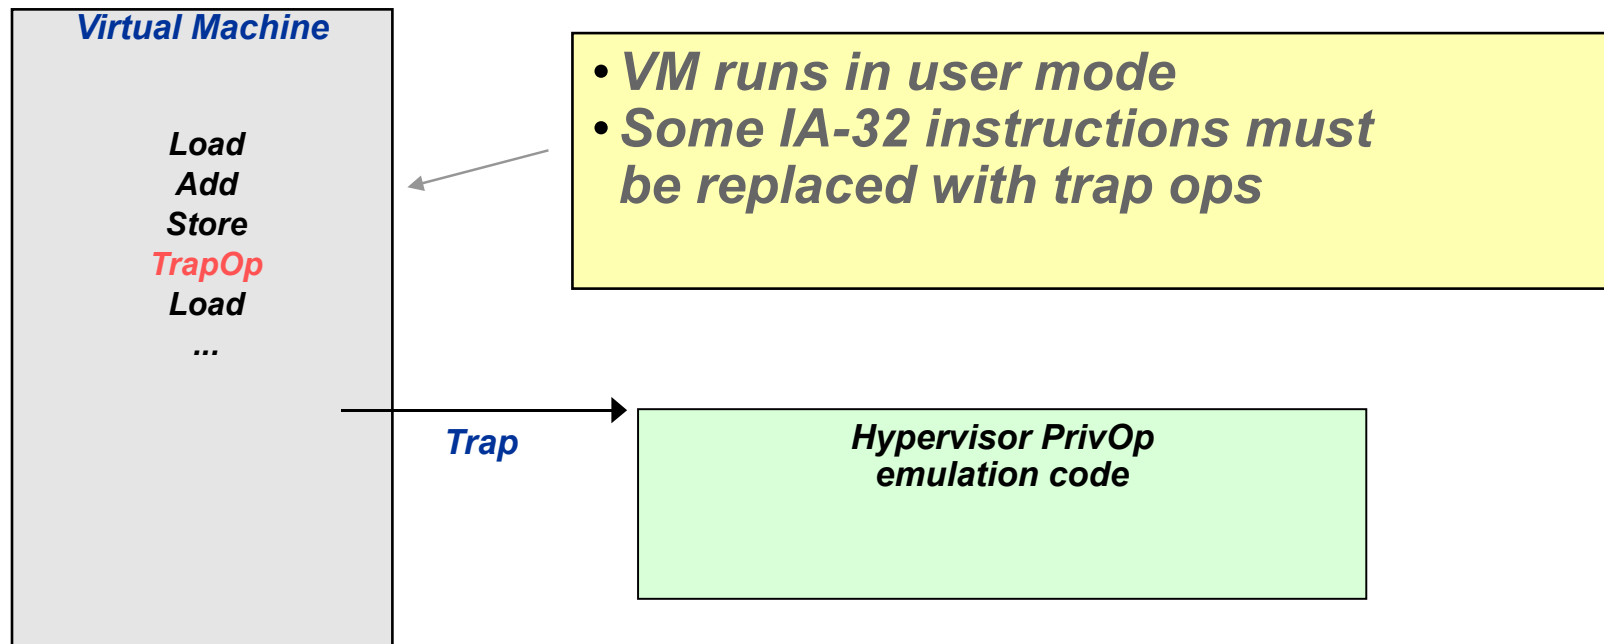 Virtual Machine
Load
Add
Store
TrapOp
Load
...
• VM runs in user mode
• Some IA-32 instructions must
be replaced with trap ops
Trap
Hypervisor PrivOp
emulation code